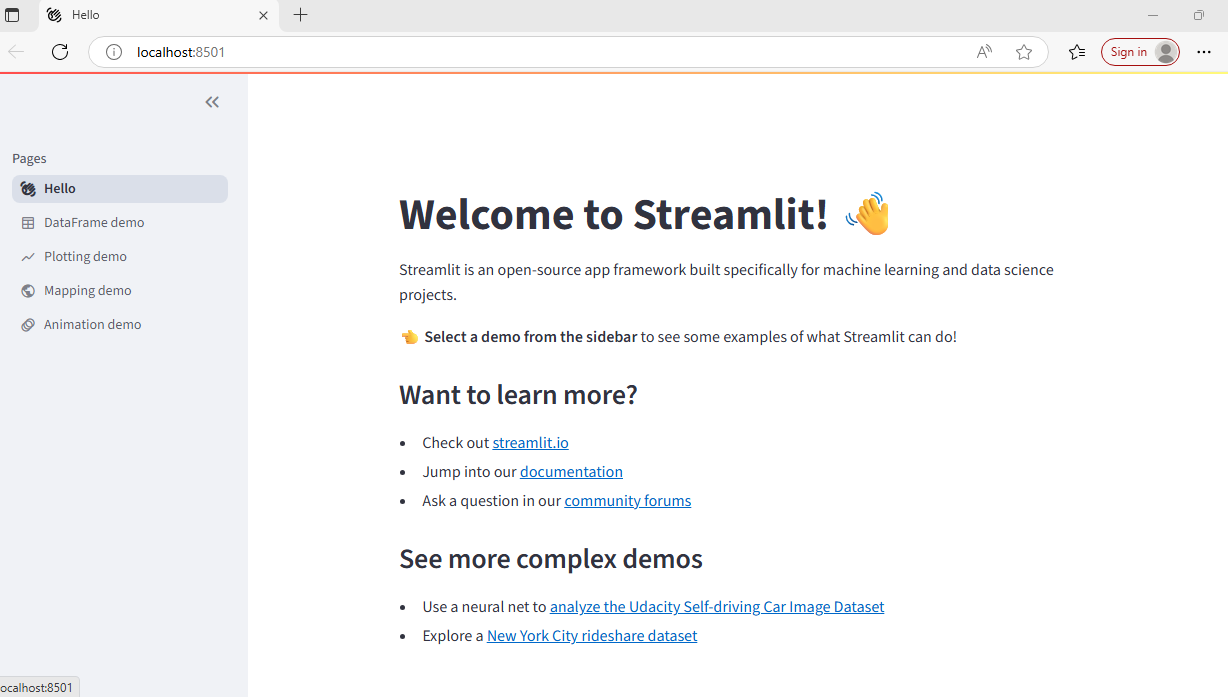 Hello
localhost:8501
Sign in
Pages
Hello
DataFrame demo
Plotting demo
Mapping demo
Animation demo
Welcome to Streamlit! 👋
Streamlit is an open-source app framework built specifically for machine learning and data science
projects.
👈 Select a demo from the sidebar to see some examples of what Streamlit can do!
Want to learn more?
• Check out streamlit.io
• Jump into our documentation
• Ask a question in our community forums
See more complex demos
• Use a neural net to analyze the Udacity Self-driving Car Image Dataset
• Explore a New York City rideshare dataset
ocalhost:8501